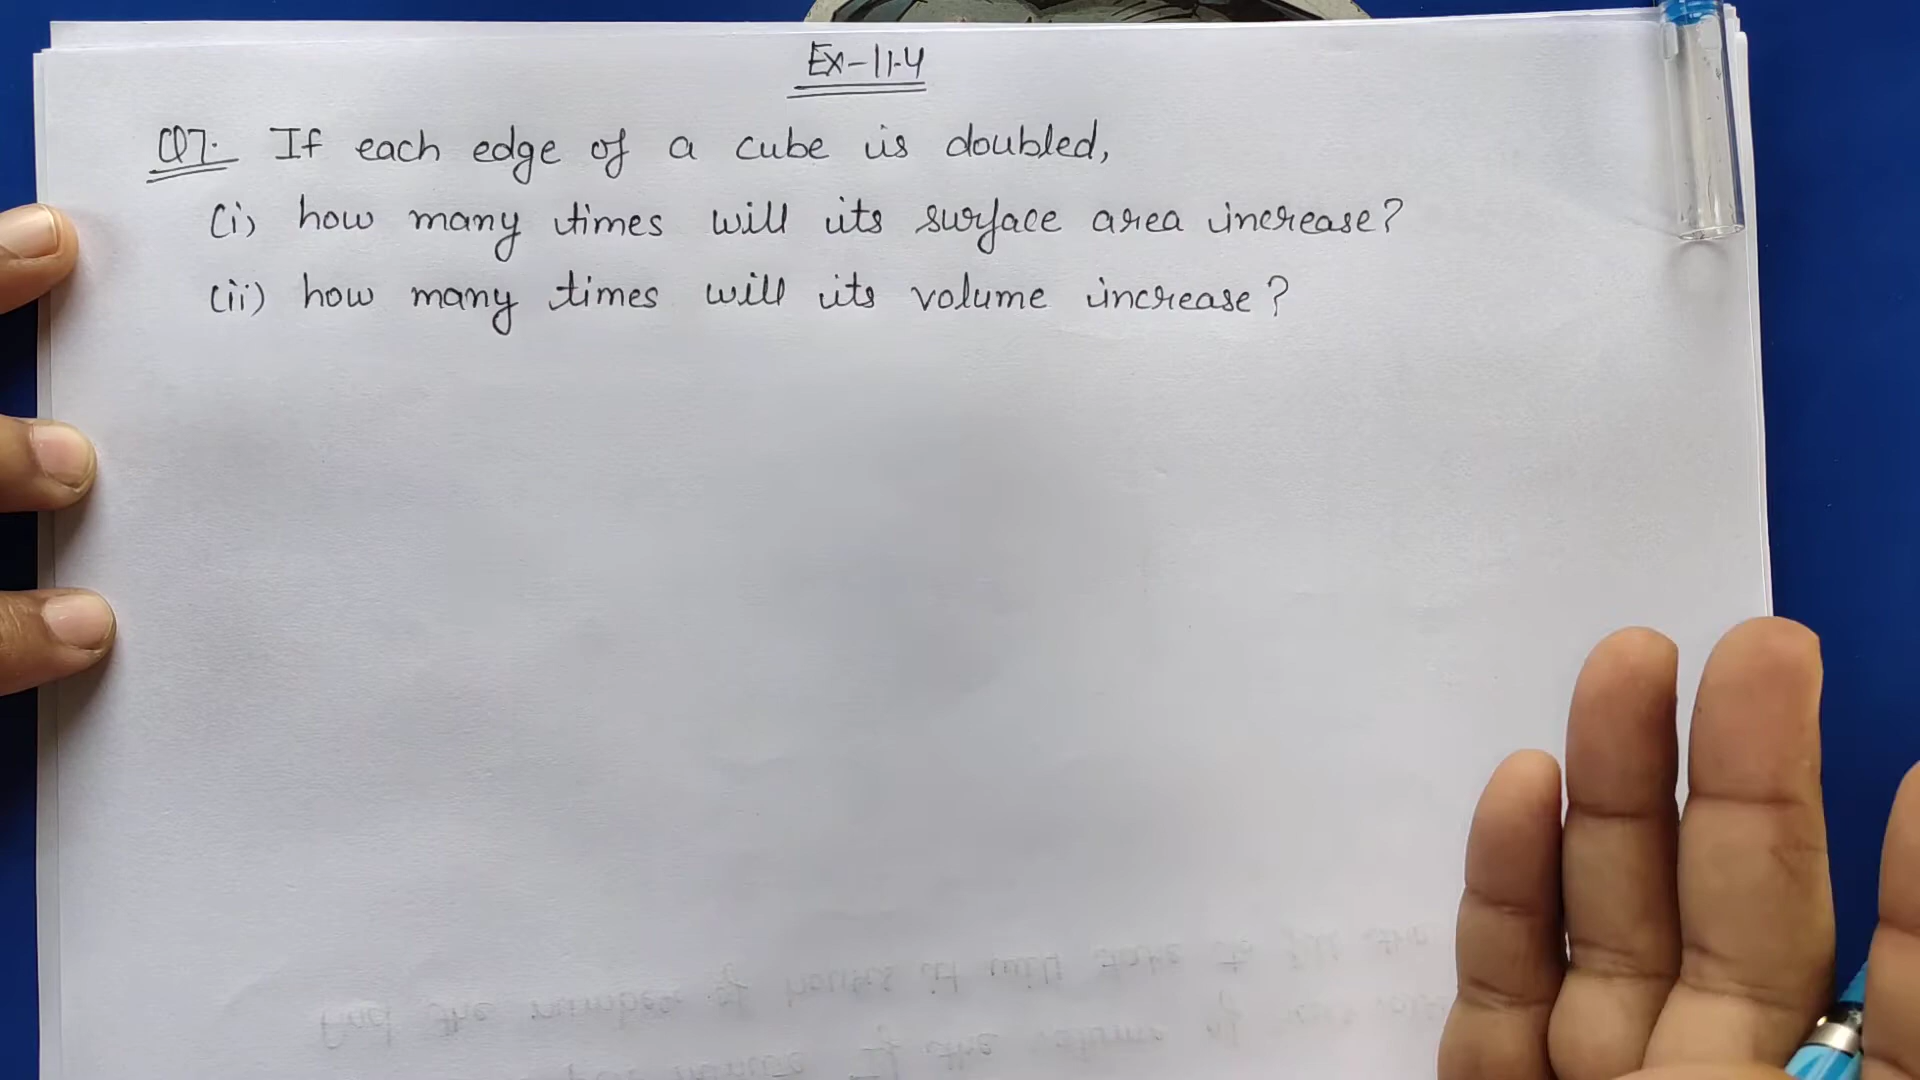 Ex-11.4
Q7. If each edge of a cube is doubled,
(i) how many times will its surface area increase?
(ii) how many times will its volume increase?